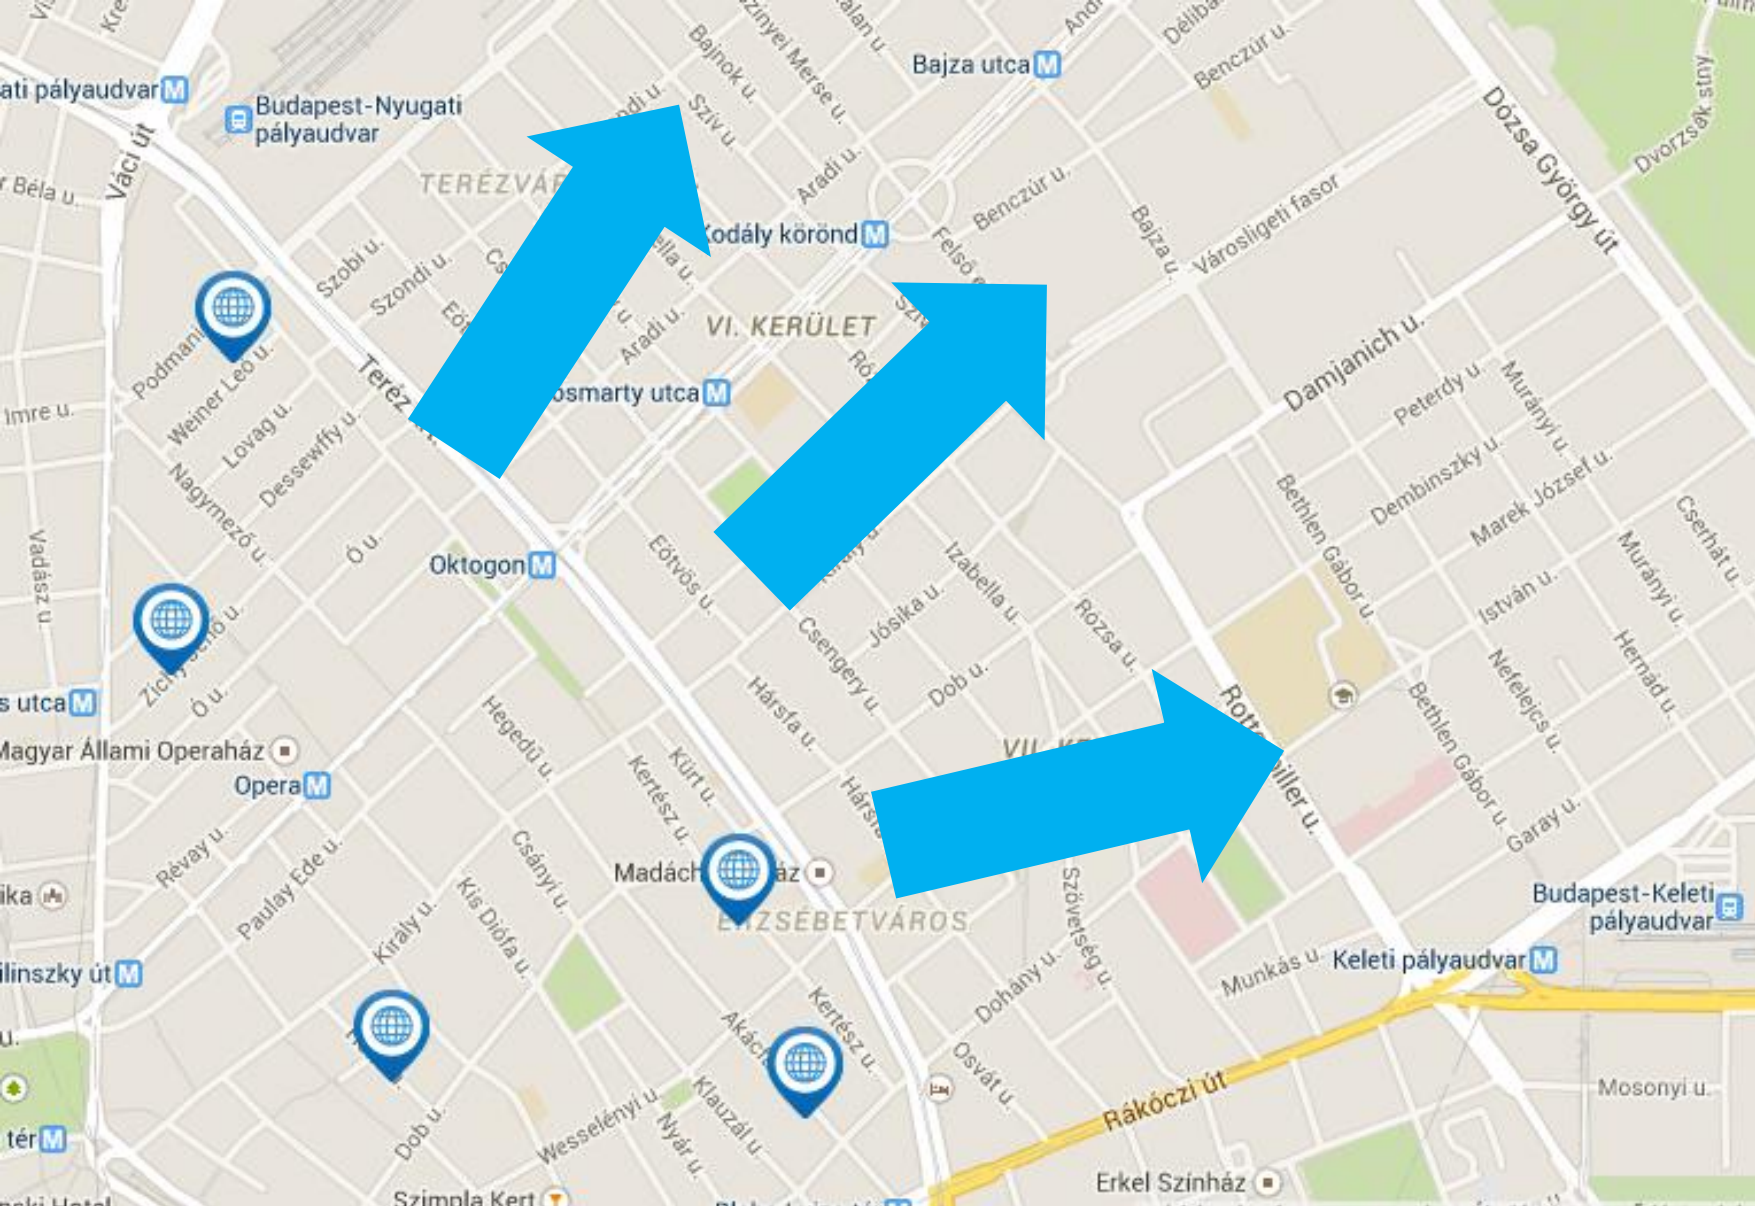 Bajnok u.
Bajza utca
Benczúr u.
ati pályaudvar
Budapest-Nyugati
pályaudvar
Váci út
Szív u.
Aradi u.
Dózsa György út
Dvorzsák stny
Béla u.
Benczúr u.
Bajza u.
Városligeti fasor
Kodály körönd
Szobi u.
Szondi u.
Aradi u.
VI. KERÜLET
Weiner Leó u.
Teréz
osmarty utca
Damjanich u.
Peterdy u.
Murányi u.
Imre u.
Lovag u.
Dessewffy u.
Nagymező u.
Dembinszky u.
Marek József u.
Bethlen Gábor u.
Cserhát u.
Vadász u.
Ó u.
Oktogon
Eötvös u.
Izabella u.
Jósika u.
Rózsa u.
István u.
Murányi u.
Csengery u.
Dob u.
Hernád u.
Nefelejcs u.
Ó u.
s utca
Magyar Állami Operaház
Opera
Hegedű u.
Hársfa u.
Kürt u.
Kertész u.
Bethlen Gábor u.
Garay u.
Révay u.
Paulay Ede u.
Csányi u.
Király u.
Kis Diófa u.
ERZSÉBETVÁROS
Szövetség u.
Budapest-Keleti
pályaudvar
Keleti pályaudvar
Munkás u
Dohány u.
ilinszky út
Kertész u.
Osvát u.
Rákóczi út
Mosonyi u.
Klauzál u.
Wesselényi u.
Nyár u.
Dob u.
tér
Erkel Színház
Szimpla Kert